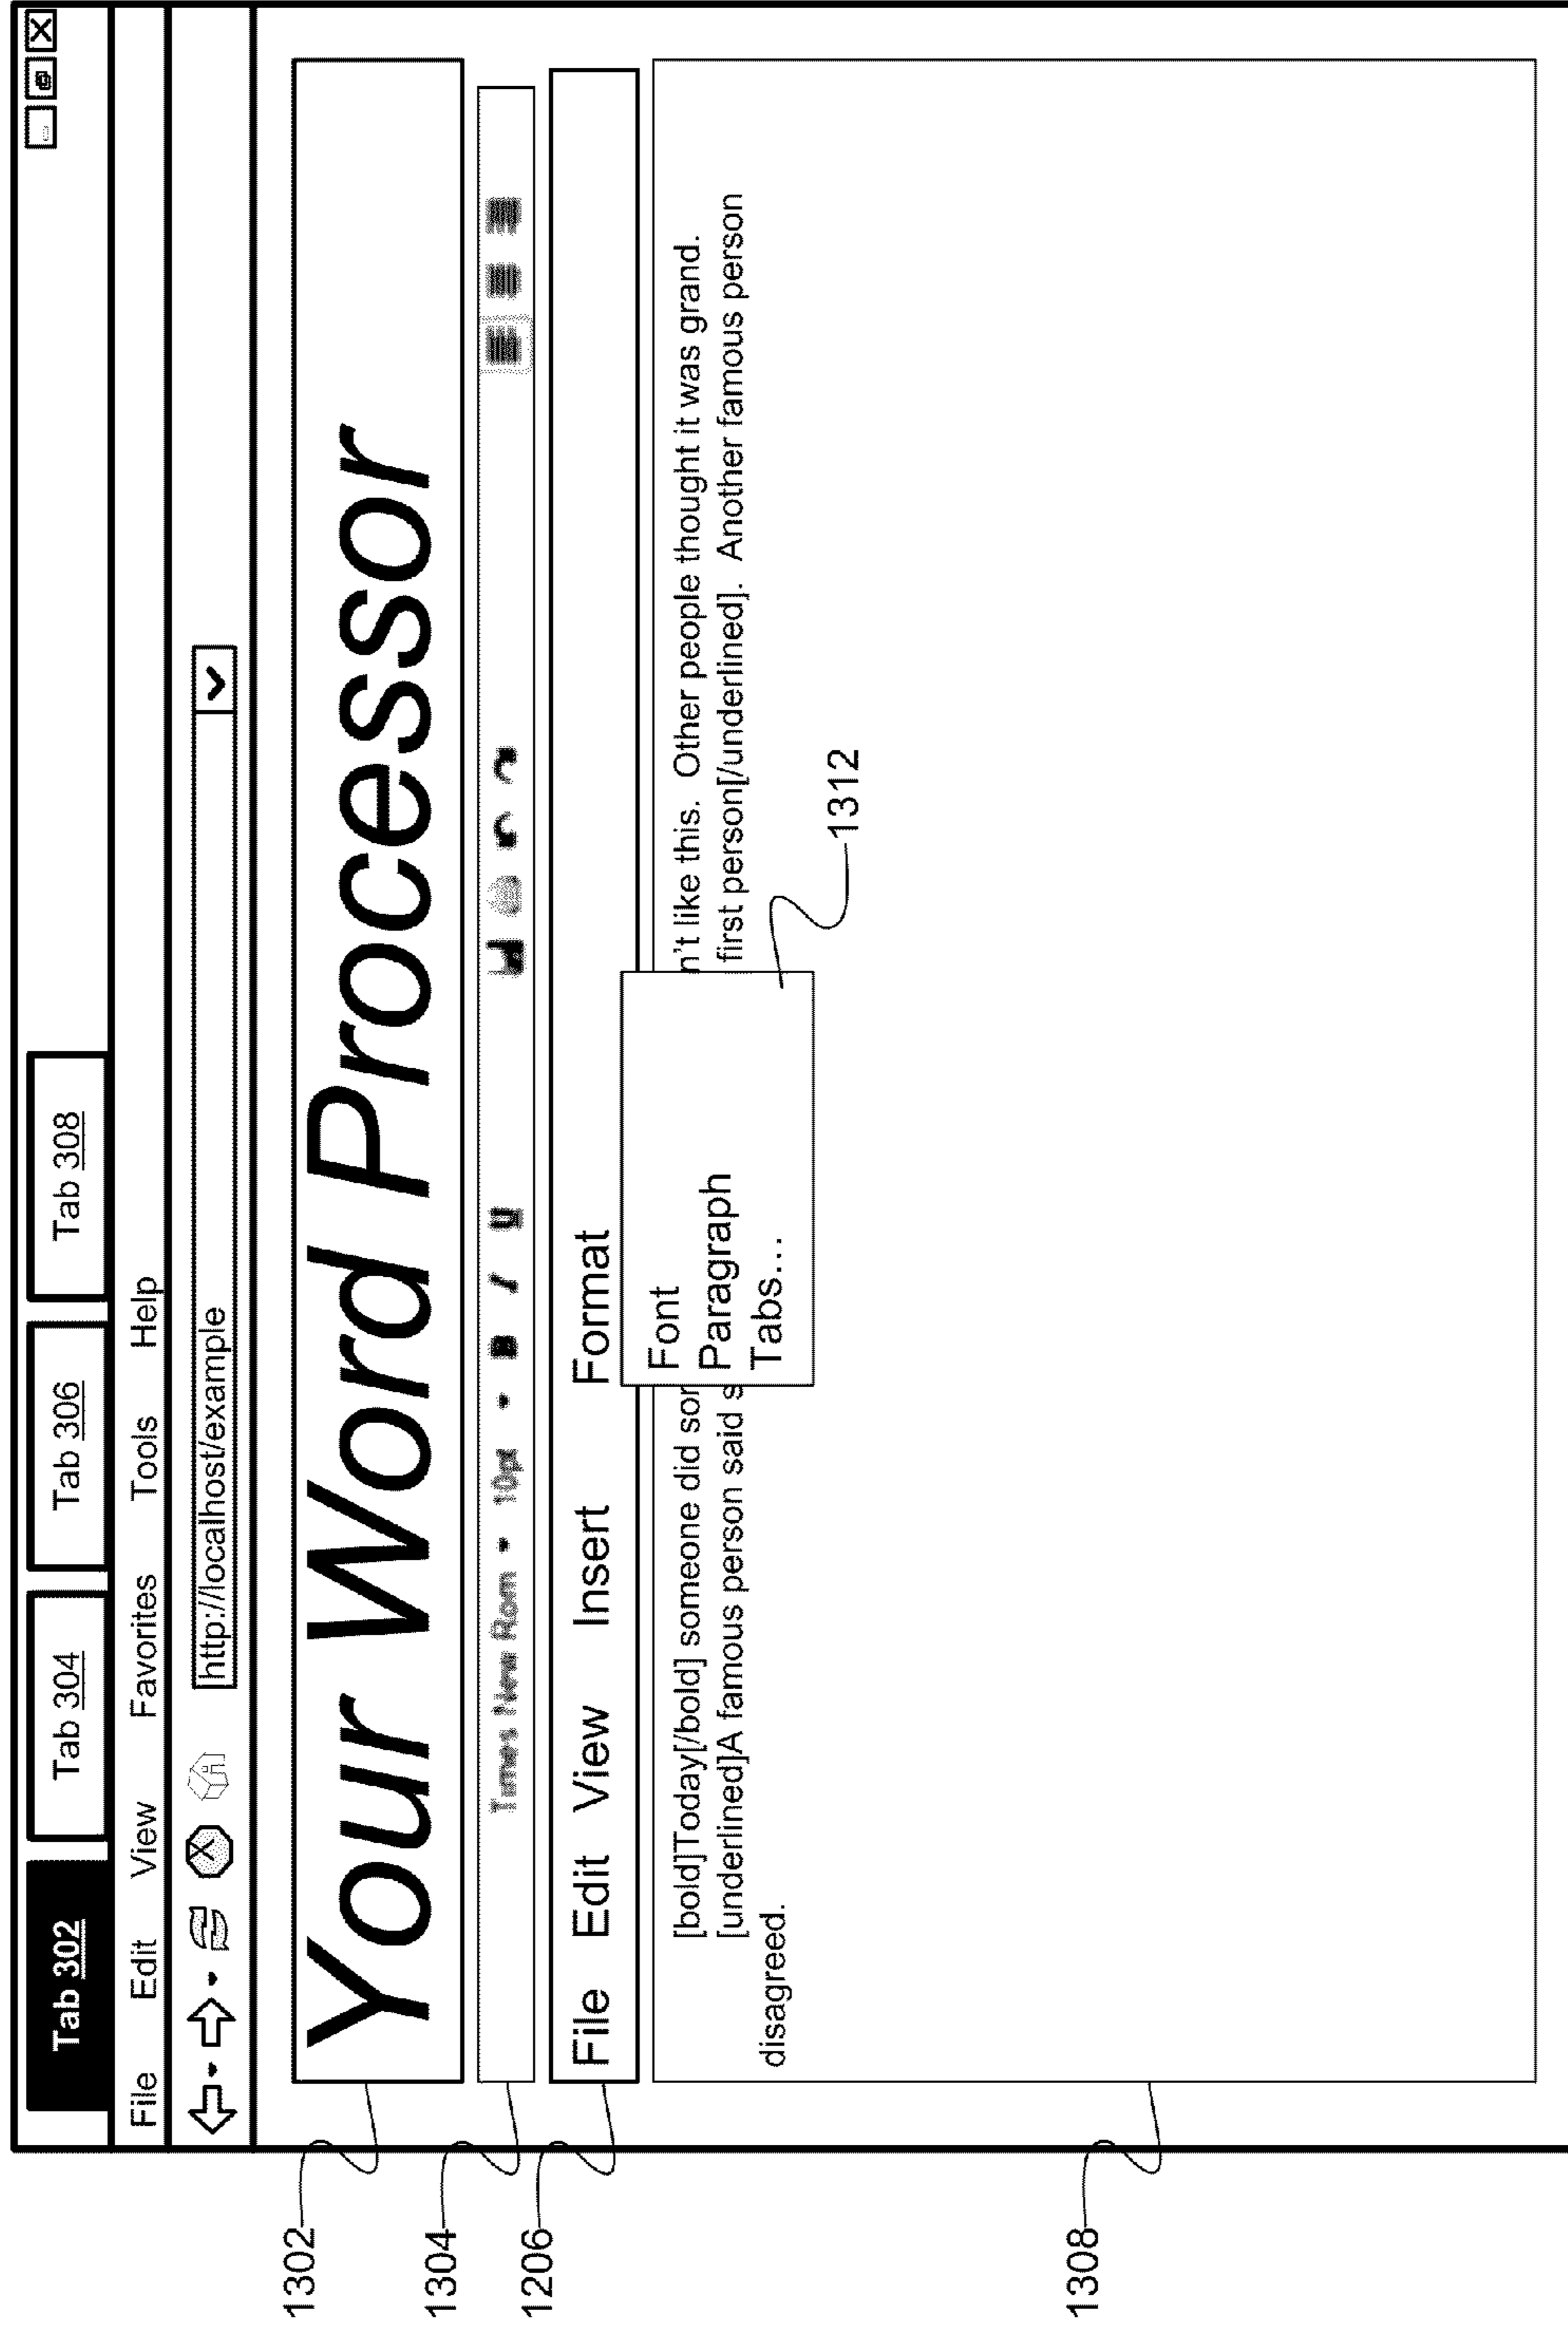 Tab 302 Tab 304 Tab 306 Tab 308
File Edit View Favorites Tools Help
http://localhost/example
1302
Your Word Processor
1304
Times New Rom 10pt B I U
1206
File Edit View Insert Format
Font
Paragraph
Tabs...
1312
[bold]Today[/bold] someone did som n't like this. Other people thought it was grand.
[underlined]A famous person said s first person[/underlined]. Another famous person
disagreed.
1308